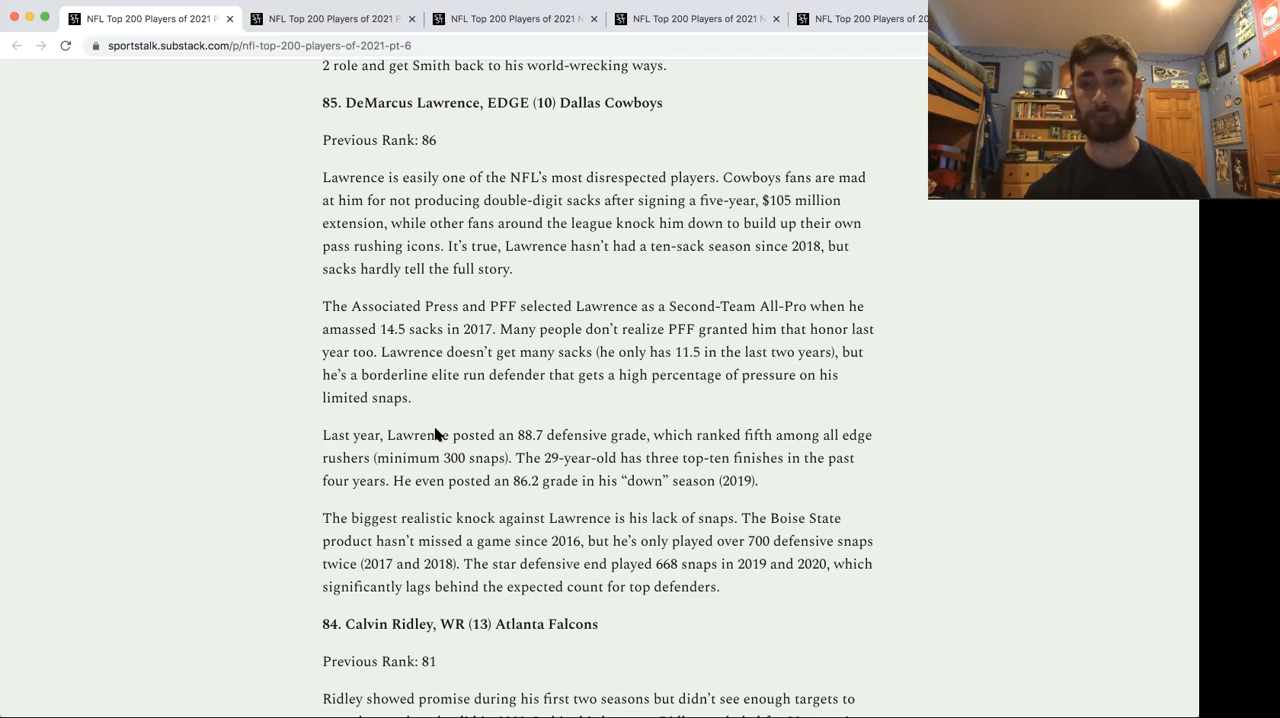 NFL Top 200 Players of 2021 P
NFL Top 200 Players of 2021 P
NFL Top 200 Players of 2021 N
NFL Top 200 Players of 2021 N
NFL Top 200 Players of 20
sportstalk.substack.com/p/nfl-top-200-players-of-2021-pt-6
2 role and get Smith back to his world-wrecking ways.
85. DeMarcus Lawrence, EDGE (10) Dallas Cowboys
Previous Rank: 86
Lawrence is easily one of the NFL’s most disrespected players. Cowboys fans are mad
at him for not producing double-digit sacks after signing a five-year, $105 million
extension, while other fans around the league knock him down to build up their own
pass rushing icons. It’s true, Lawrence hasn’t had a ten-sack season since 2018, but
sacks hardly tell the full story.
The Associated Press and PFF selected Lawrence as a Second-Team All-Pro when he
amassed 14.5 sacks in 2017. Many people don’t realize PFF granted him that honor last
year too. Lawrence doesn’t get many sacks (he only has 11.5 in the last two years), but
he’s a borderline elite run defender that gets a high percentage of pressure on his
limited snaps.
Last year, Lawrence posted an 88.7 defensive grade, which ranked fifth among all edge
rushers (minimum 300 snaps). The 29-year-old has three top-ten finishes in the past
four years. He even posted an 86.2 grade in his “down” season (2019).
The biggest realistic knock against Lawrence is his lack of snaps. The Boise State
product hasn’t missed a game since 2016, but he’s only played over 700 defensive snaps
twice (2017 and 2018). The star defensive end played 668 snaps in 2019 and 2020, which
significantly lags behind the expected count for top defenders.
84. Calvin Ridley, WR (13) Atlanta Falcons
Previous Rank: 81
Ridley showed promise during his first two seasons but didn’t see enough targets to